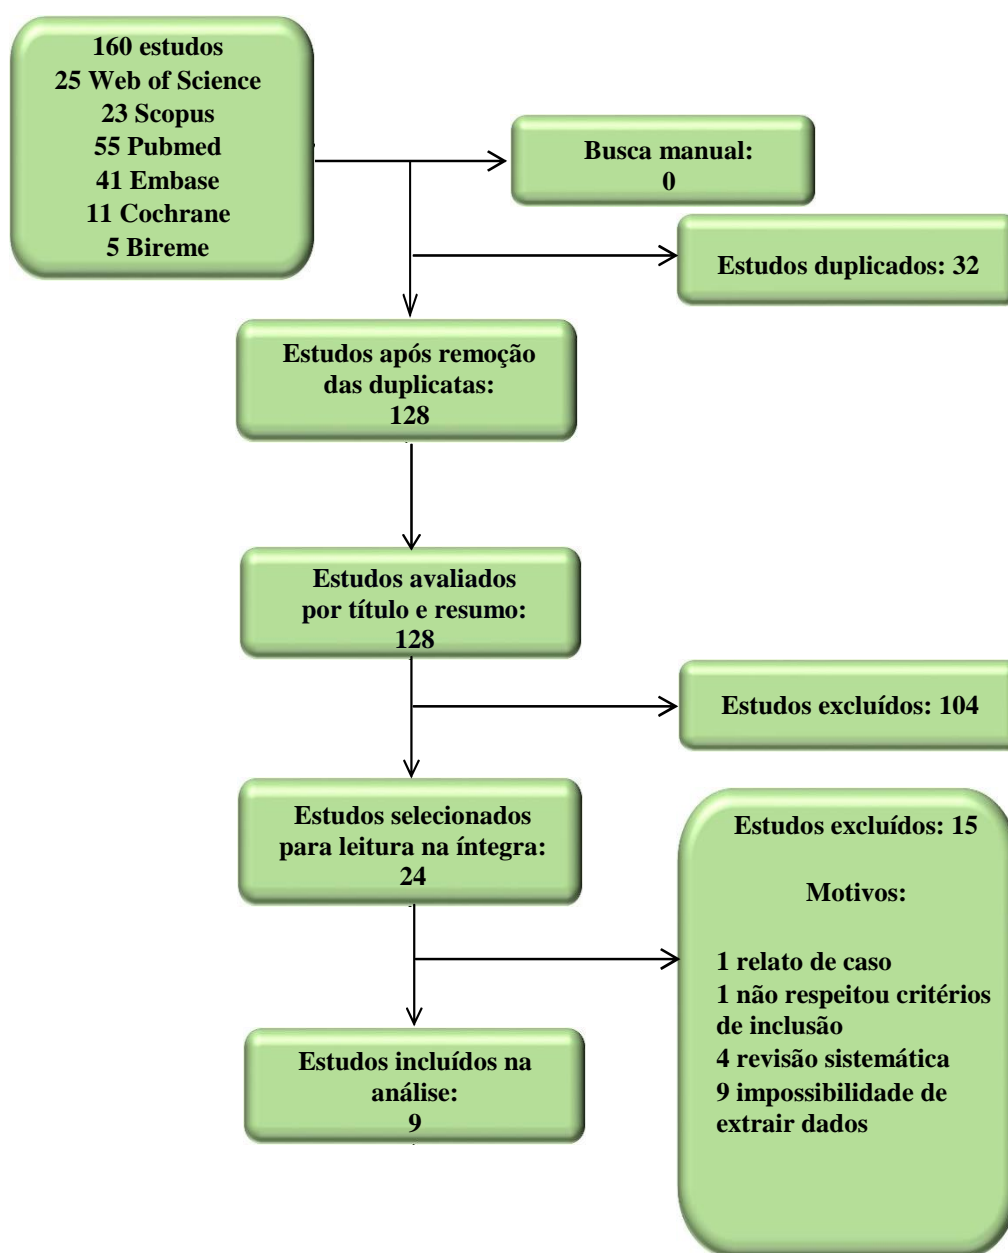 160 estudos
25 Web of Science
23 Scopus
55 Pubmed
41 Embase
11 Cochrane
5 Bireme
Busca manual:
0
Estudos duplicados: 32
Estudos após remoção
das duplicatas:
128
Estudos avaliados
por título e resumo:
128
Estudos excluídos: 104
Estudos selecionados
para leitura na íntegra:
24
Estudos excluídos: 15
Motivos:
1 relato de caso
1 não respeitou critérios
de inclusão
4 revisão sistemática
9 impossibilidade de
extrair dados
Estudos incluídos na
análise:
9